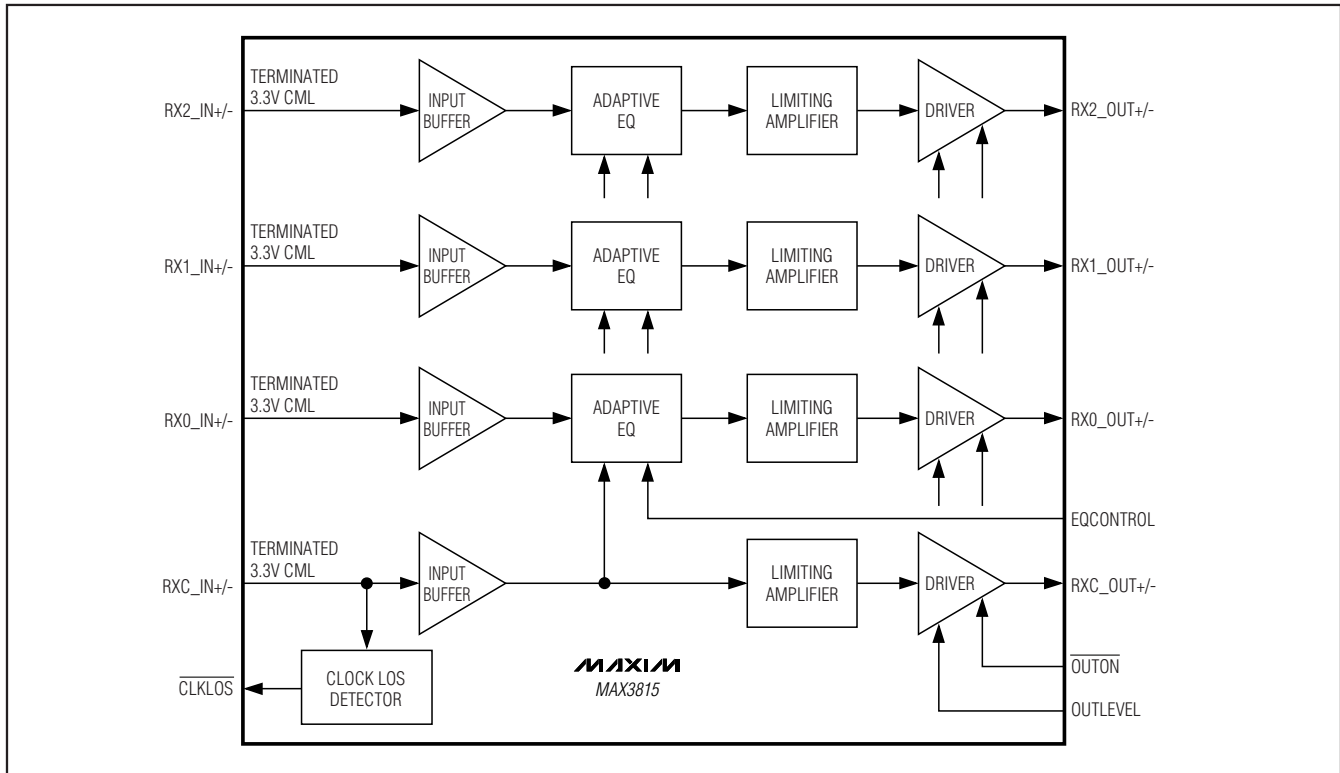 TERMINATED
3.3V CML
RX2_IN+/-
INPUT
BUFFER
ADAPTIVE
EQ
LIMITING
AMPLIFIER
DRIVER
RX2_OUT+/-
TERMINATED
3.3V CML
RX1_IN+/-
INPUT
BUFFER
ADAPTIVE
EQ
LIMITING
AMPLIFIER
DRIVER
RX1_OUT+/-
TERMINATED
3.3V CML
RX0_IN+/-
INPUT
BUFFER
ADAPTIVE
EQ
LIMITING
AMPLIFIER
DRIVER
RX0_OUT+/-
EQCONTROL
TERMINATED
3.3V CML
RXC_IN+/-
INPUT
BUFFER
LIMITING
AMPLIFIER
DRIVER
RXC_OUT+/-
CLKLOS
CLOCK LOS
DETECTOR
MAXIM
MAX3815
OUTON
OUTLEVEL